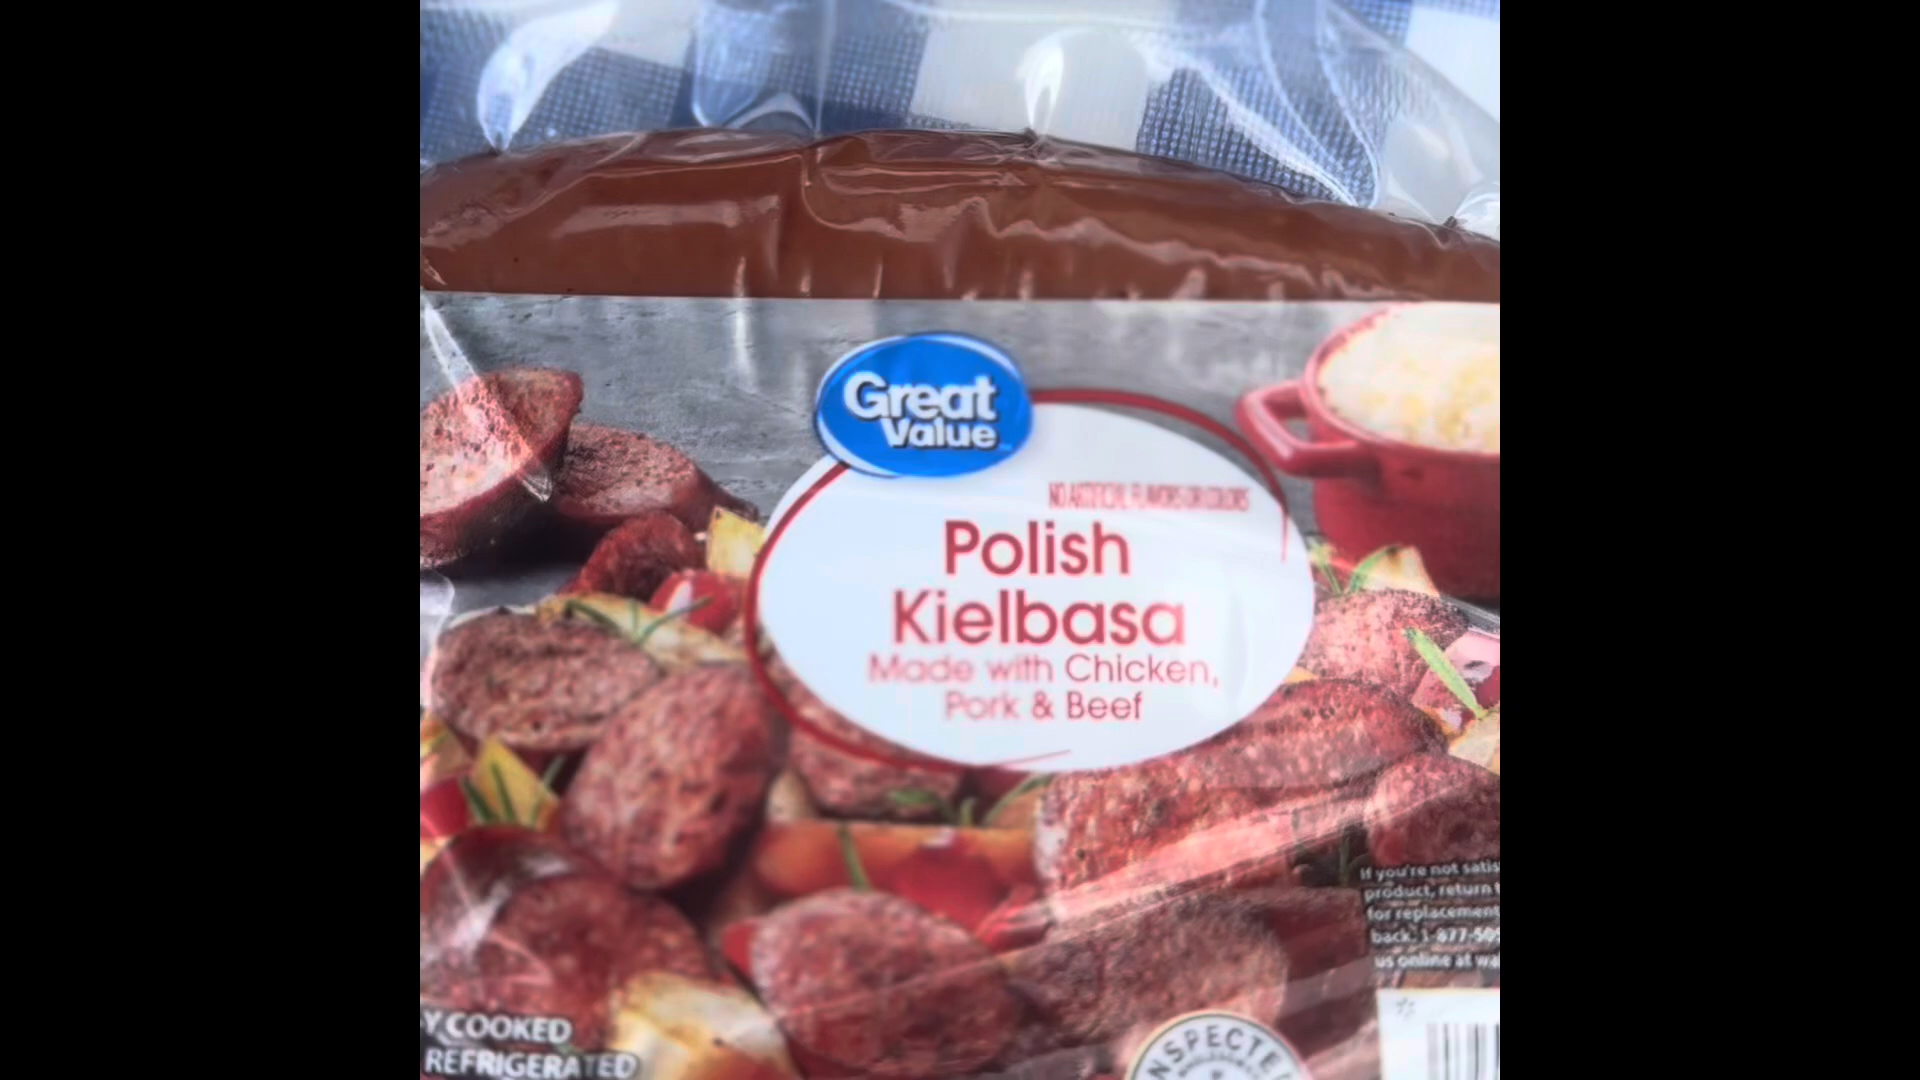 Great
Value
NO ARTIFICIAL FLAVORS OR COLORS
Polish
Kielbasa
Made with Chicken,
Pork & Beef
If you're not satis
product, return t
for replacement
back. 1-877-505
us online at wa
Y COOKED
REFRIGERATED
NSPECTE